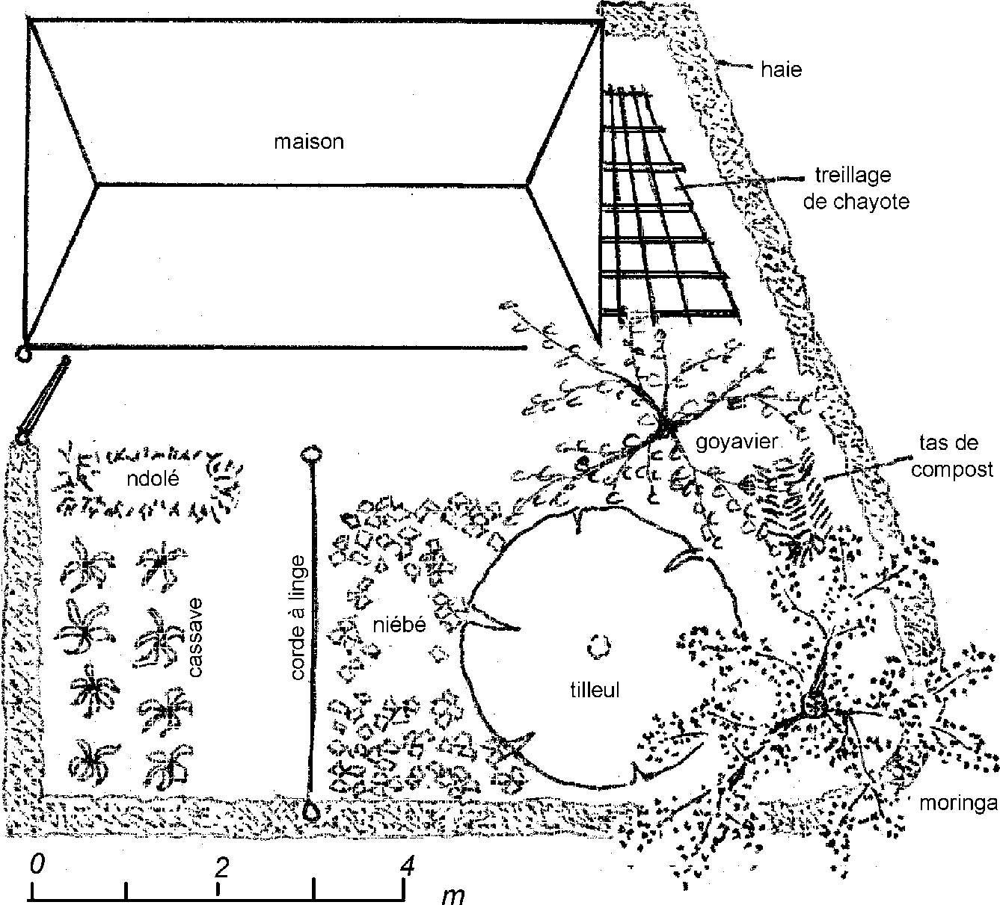 haie
maison
treillage
de chayote
goyavier
tas de
compost
ndolé
corde à linge
cassave
niébé
tilleul
moringa
0 2 4
m